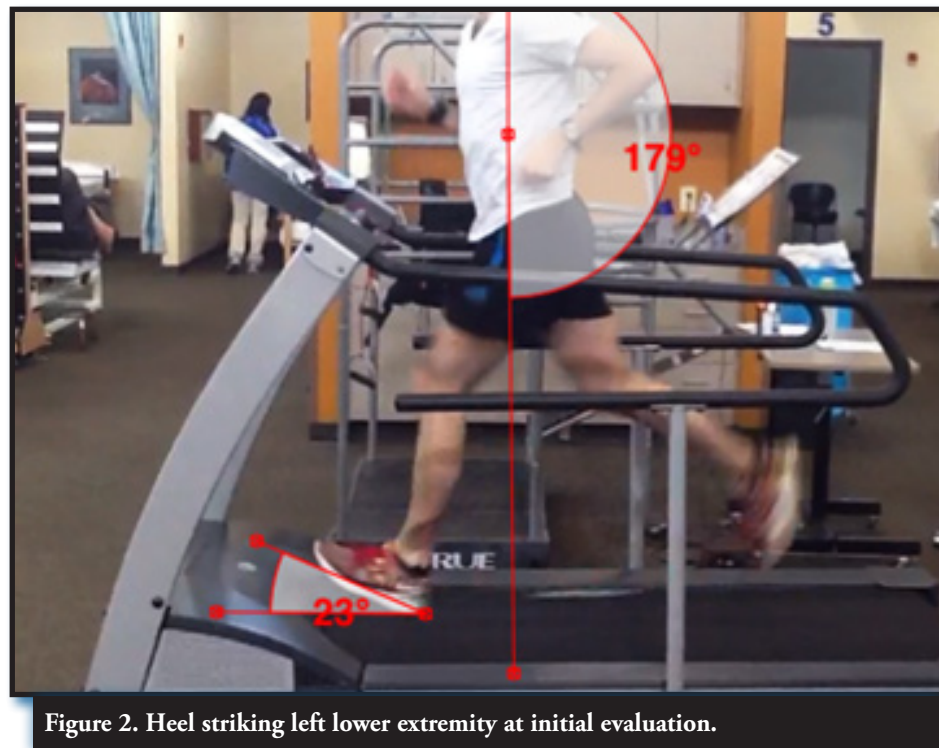 5
179°
RUE
23°
Figure 2. Heel striking left lower extremity at initial evaluation.